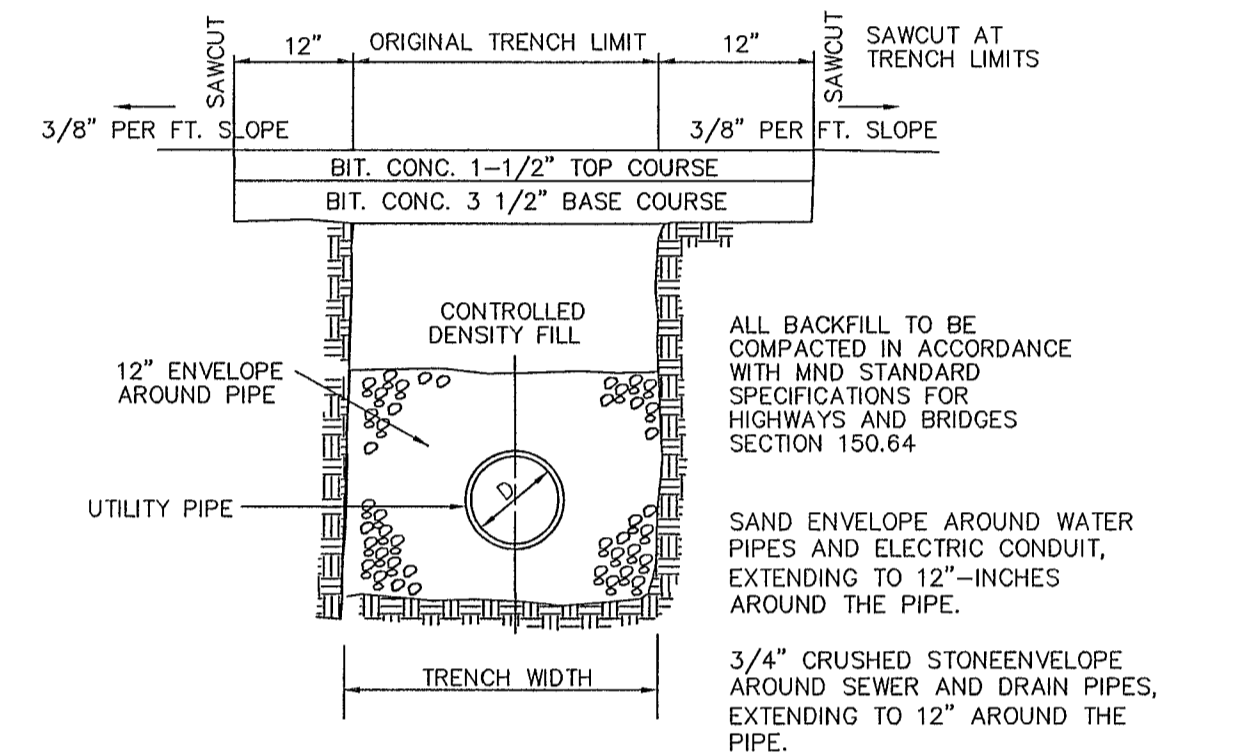 SAWCUT
12"
ORIGINAL TRENCH LIMIT
12"
SAWCUT
SAWCUT AT
TRENCH LIMITS
3/8" PER FT. SLOPE
3/8" PER FT. SLOPE
BIT. CONC. 1-1/2" TOP COURSE
BIT. CONC. 3 1/2" BASE COURSE
CONTROLLED
DENSITY FILL
12" ENVELOPE
AROUND PIPE
D
UTILITY PIPE
TRENCH WIDTH
ALL BACKFILL TO BE
COMPACTED IN ACCORDANCE
WITH MND STANDARD
SPECIFICATIONS FOR
HIGHWAYS AND BRIDGES
SECTION 150.64
SAND ENVELOPE AROUND WATER
PIPES AND ELECTRIC CONDUIT,
EXTENDING TO 12"-INCHES
AROUND THE PIPE.
3/4" CRUSHED STONEENVELOPE
AROUND SEWER AND DRAIN PIPES,
EXTENDING TO 12" AROUND THE
PIPE.